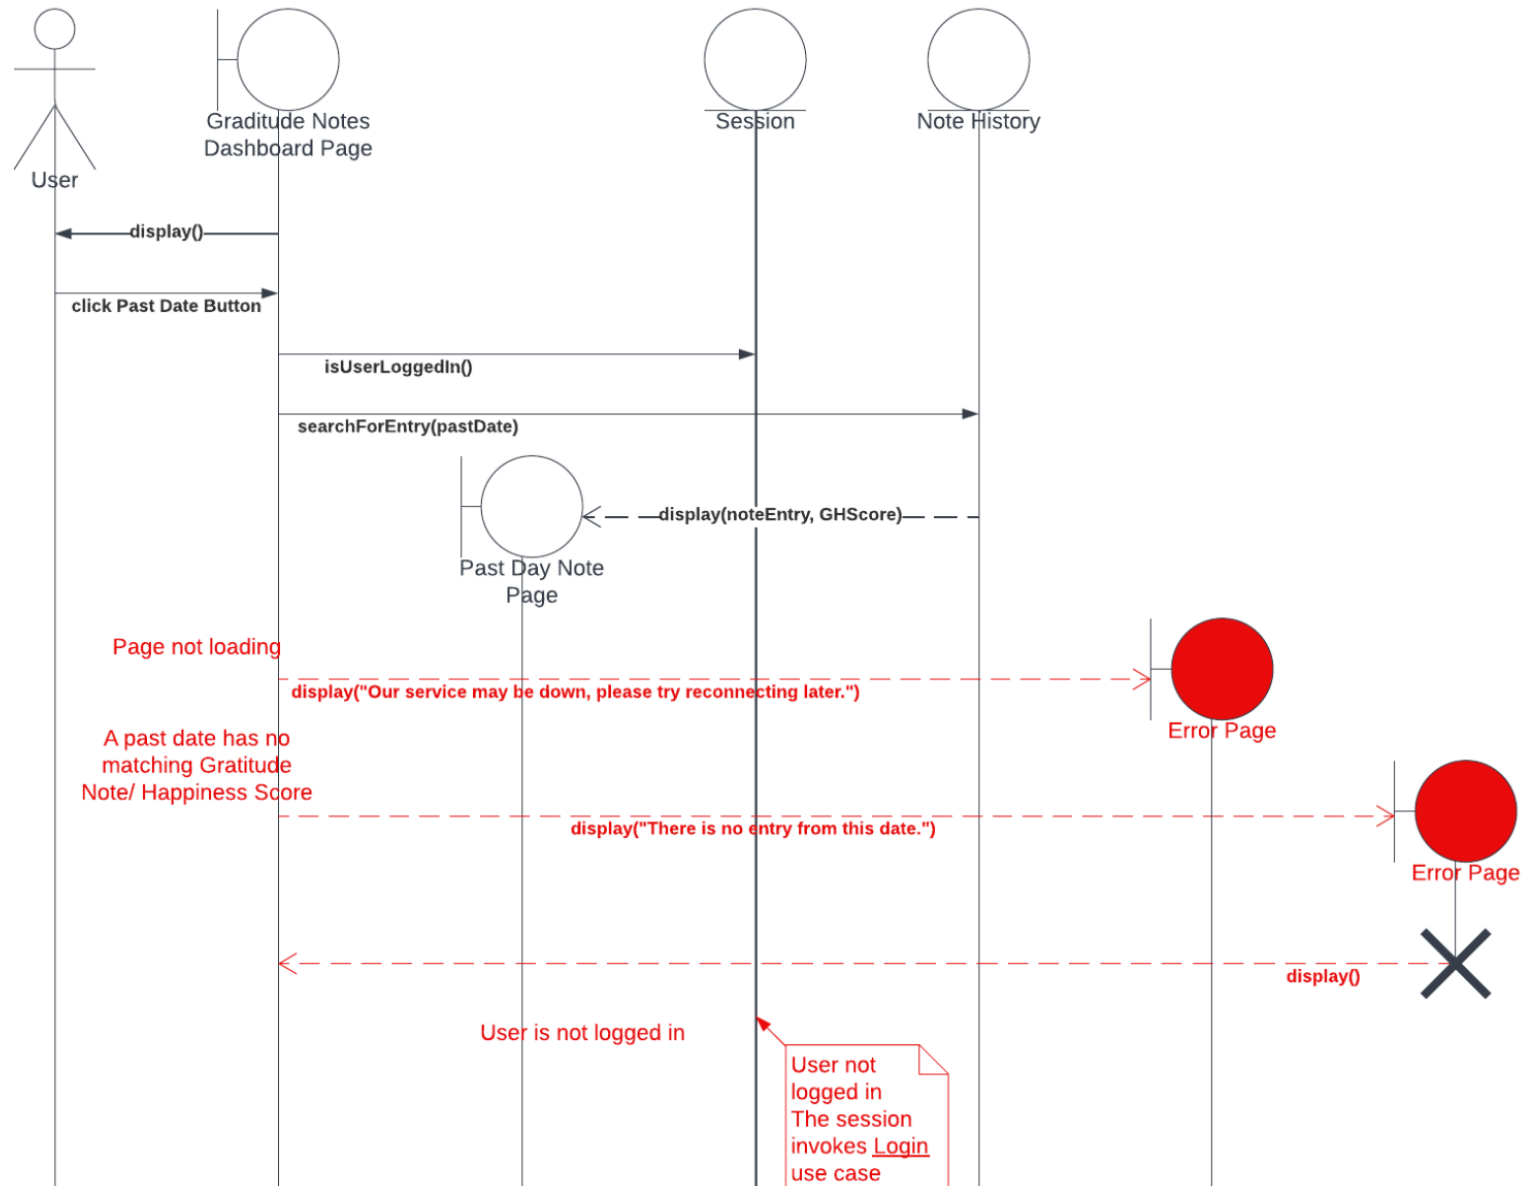 User
Graditude Notes
Dashboard Page
Session
Note History
display()
click Past Date Button
isUserLoggedIn()
searchForEntry(pastDate)
display(noteEntry, GHScore)
Past Day Note
Page
Page not loading
display("Our service may be down, please try reconnecting later.")
Error Page
A past date has no
matching Gratitude
Note/ Happiness Score
display("There is no entry from this date.")
Error Page
display()
User is not logged in
User not
logged in
The session
invokes Login
use case